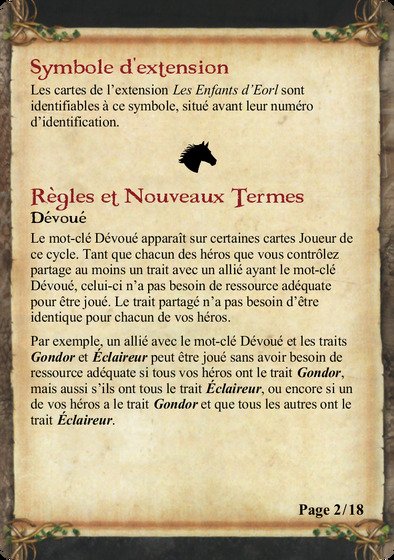 Symbole d'extension
Les cartes de l'extension Les Enfants d'Eorl sont
identifiables à ce symbole, situé avant leur numéro
d'identification.
Règles et Nouveaux Termes
Dévoué
Le mot-clé Dévoué apparaît sur certaines cartes Joueur de
ce cycle. Tant que chacun des héros que vous contrôlez
partage au moins un trait avec un allié ayant le mot-clé
Dévoué, celui-ci n'a pas besoin de ressource adéquate
pour être joué. Le trait partagé n'a pas besoin d'être
identique pour chacun de vos héros.
Par exemple, un allié avec le mot-clé Dévoué et les traits
Gondor et Éclaireur peut être joué sans avoir besoin de
ressource adéquate si tous vos héros ont le trait Gondor,
mais aussi s'ils ont tous le trait Éclaireur, ou encore si un
de vos héros a le trait Gondor et que tous les autres ont le
trait Éclaireur.
Page 2/18